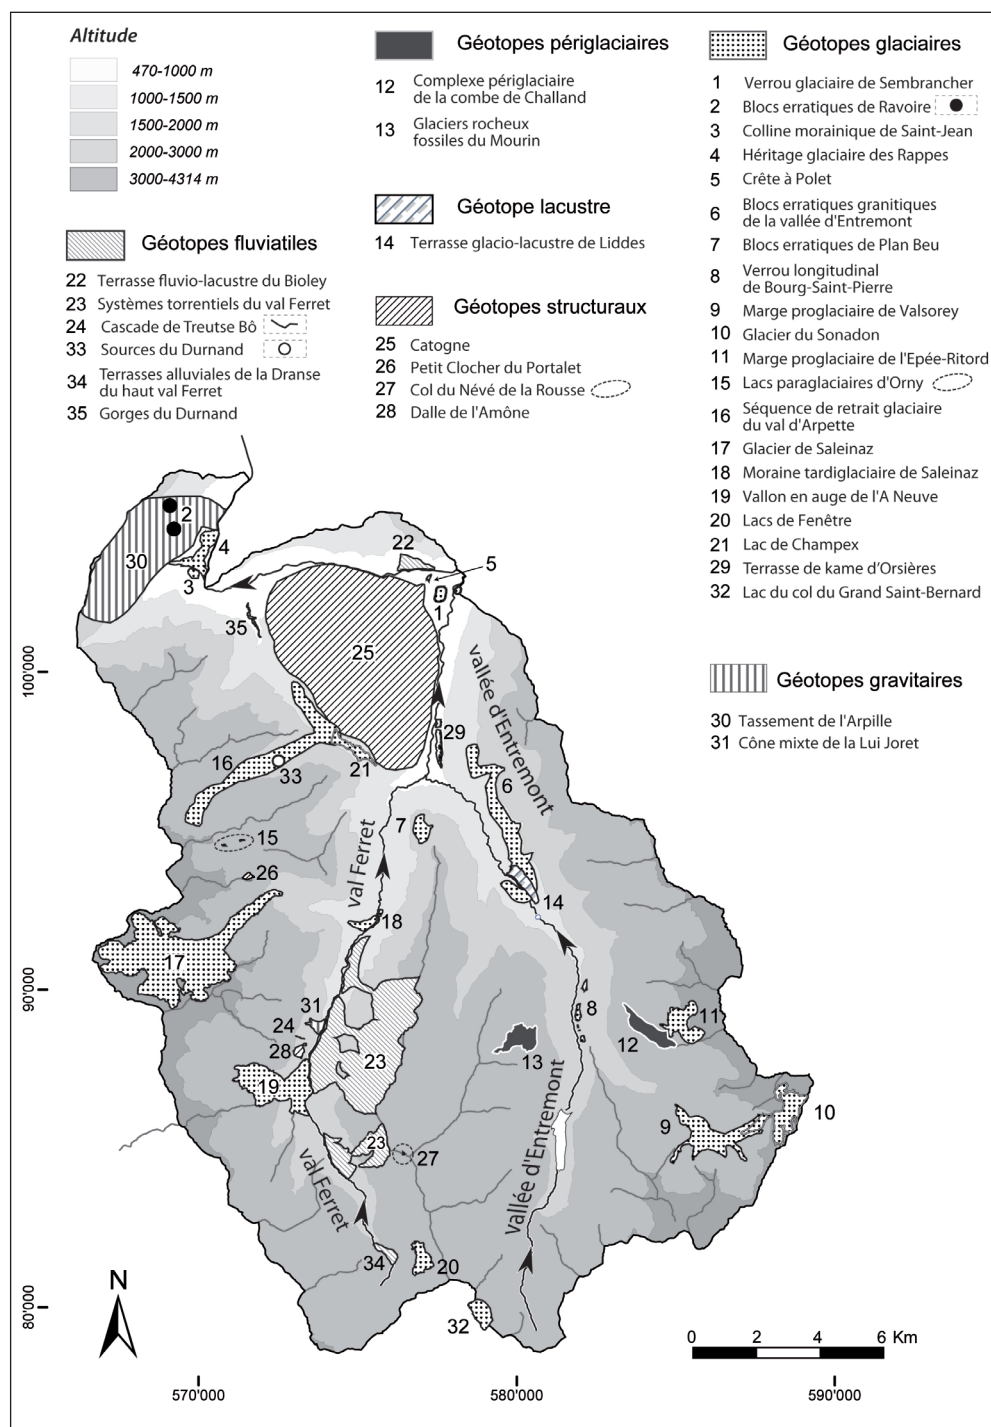 Altitude
470-1000 m
1000-1500 m
1500-2000 m
2000-3000 m
3000-4314 m
Géotopes fluviatiles
22 Terrasse fluvio-lacustre du Bioley
23 Systèmes torrentiels du val Ferret
24 Cascade de Treutse Bô
33 Sources du Durnand
34 Terrasses alluviales de la Dranse
du haut val Ferret
35 Gorges du Durnand
Géotopes périglaciaires
12 Complexe périglaciaire
de la combe de Challand
13 Glaciers rocheux
fossiles du Mourin
Géotope lacustre
14 Terrasse glacio-lacustre de Liddes
Géotopes structuraux
25 Catogne
26 Petit Clocher du Portalet
27 Col du Névé de la Rousse
28 Dalle de l'Amône
Géotopes glaciaires
1 Verrou glaciaire de Sembrancher
2 Blocs erratiques de Ravoire
3 Colline morainique de Saint-Jean
4 Héritage glaciaire des Rappes
5 Crête à Polet
6 Blocs erratiques granitiques
de la vallée d'Entremont
7 Blocs erratiques de Plan Beu
8 Verrou longitudinal
de Bourg-Saint-Pierre
9 Marge proglaciaire de Valsorey
10 Glacier du Sonadon
11 Marge proglaciaire de l'Epée-Ritord
15 Lacs paraglaciaires d'Orny
16 Séquence de retrait glaciaire
du val d'Arpette
17 Glacier de Saleinaz
18 Moraine tardiglaciaire de Saleinaz
19 Vallon en auge de l'A Neuve
20 Lacs de Fenêtre
21 Lac de Champex
29 Terrasse de kame d'Orsières
32 Lac du col du Grand Saint-Bernard
Géotopes gravitaires
30 Tassement de l'Arpille
31 Cône mixte de la Lui Joret
2
4
30
3
22
5
1
35
25
100'000
vallée d'Entremont
29
16
33
21
6
7
val Ferret
15
26
14
18
17
90'000
31
24
28
8
11
12
23
13
19
9
10
23
27
val Ferret
vallée d'Entremont
34
20
N
80'000
32
0 2 4 6 Km
570'000
580'000
590'000